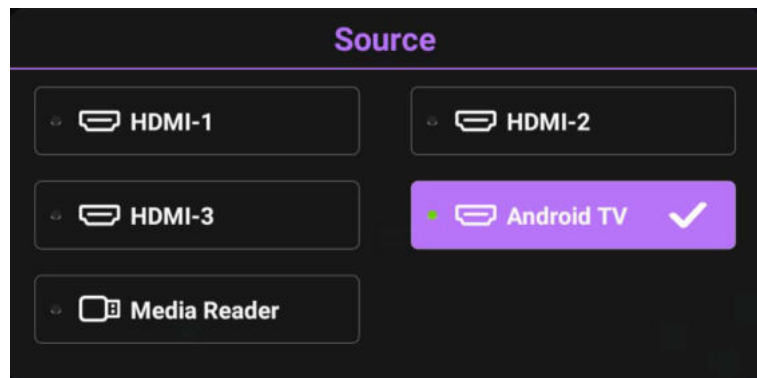 Source
HDMI-1
HDMI-2
HDMI-3
Android TV
Media Reader